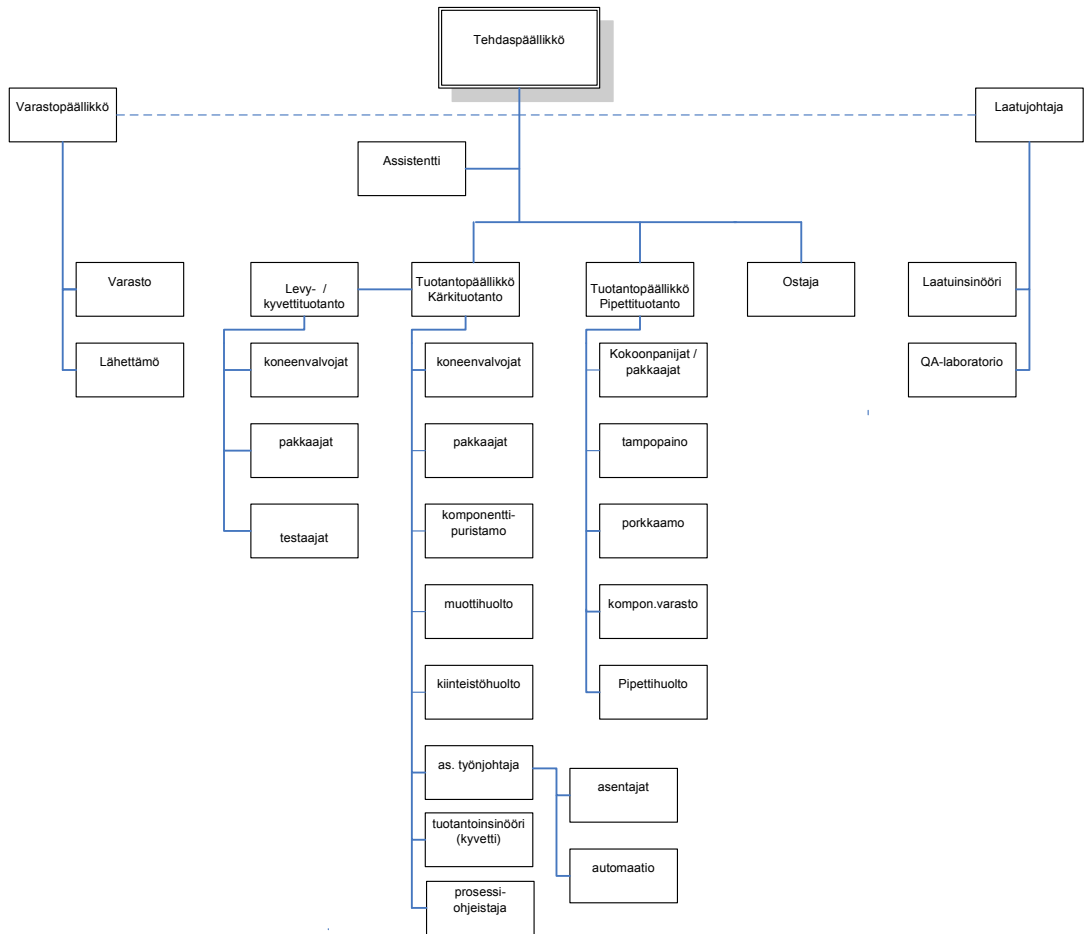 Tehdaspäällikkö
Varastopäällikkö
Laatujohtaja
Assistentti
Varasto
Levy- /
kyvettituotanto
Tuotantopäällikkö
Kärkituotanto
Tuotantopäällikkö
Pipettituotanto
Ostaja
Laatuinsinööri
Lähettämö
koneenvalvojat
koneenvalvojat
Kokoonpanijat /
pakkaajat
QA-laboratorio
pakkaajat
pakkaajat
tampopaino
testaajat
komponentti-
puristamo
porkkaamo
muottihuolto
kompon.varasto
kiinteistöhuolto
Pipettihuolto
as. työnjohtaja
asentajat
tuotantoinsinööri
(kyvetti)
automaatio
prosessi-
ohjeistaja